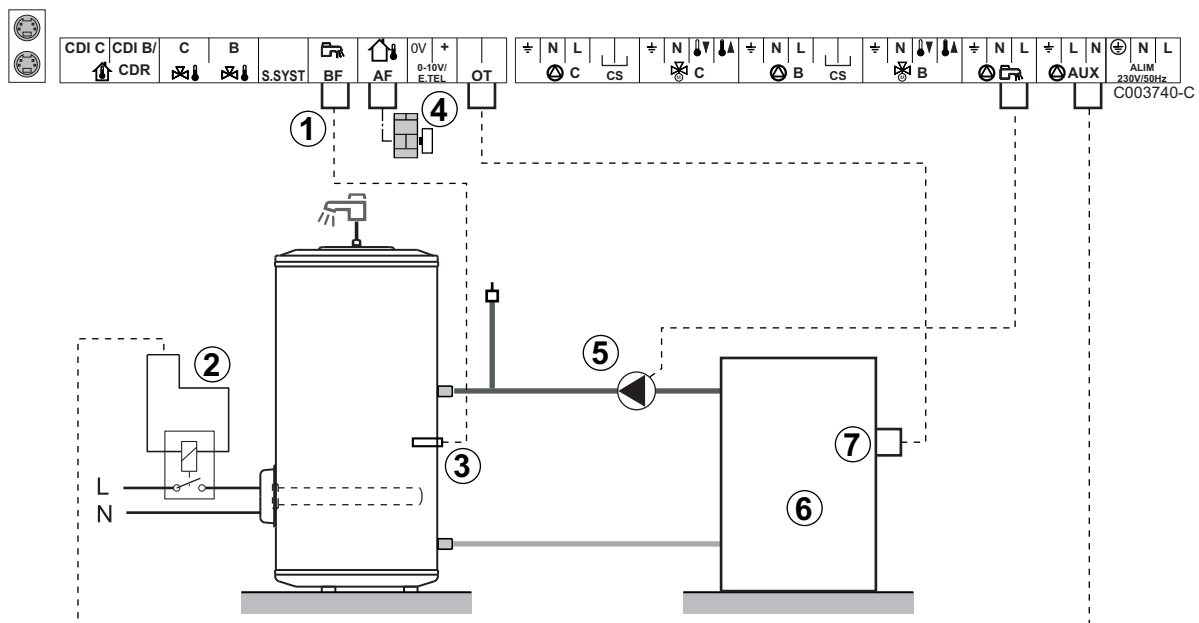 CDI C CDI B/ C B 0V + N L N N L N N L L N N L
CDR S.SYST BF AF 0-10V/ E.TEL OT C CS C B CS B AUX ALIM 230V/50Hz
M M
C003740-C
1
4
2
5
3
7
6
L
N